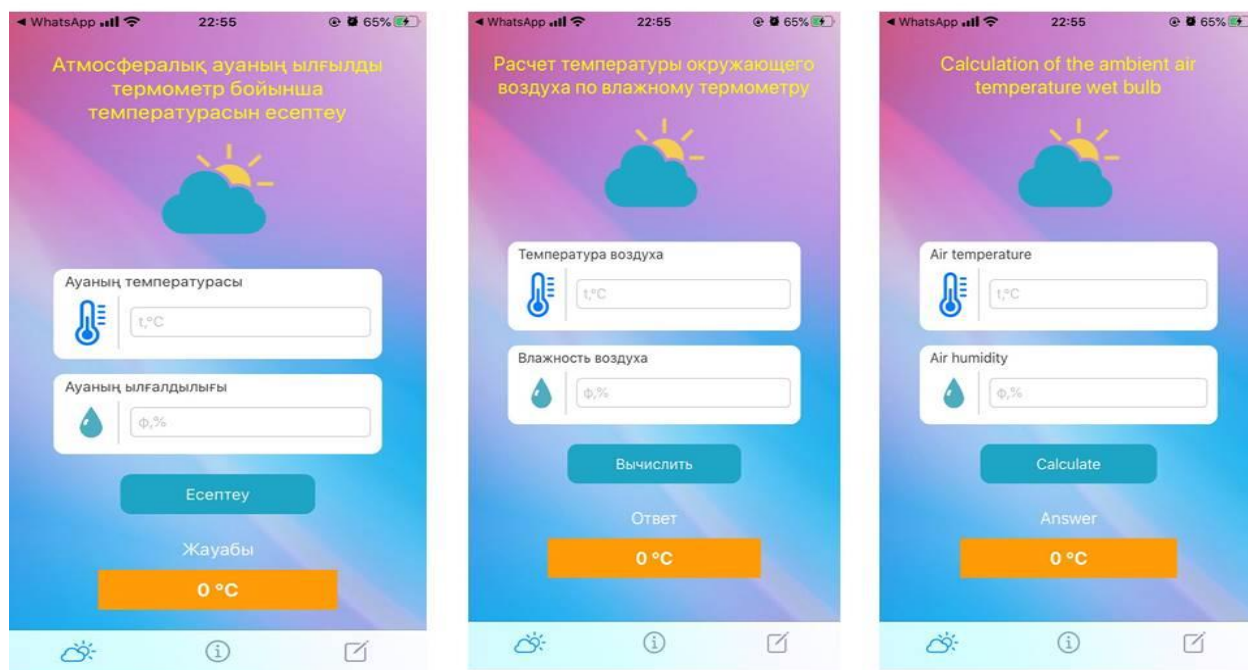 WhatsApp 22:55 65%
Атмосфералық ауаның ылғылды
термометр бойынша
температурасын есептеу
Ауаның температурасы
t,°C
Ауаның ылғалдылығы
ф,%
Есептеу
Жауабы
0 °C
WhatsApp 22:55 65%
Расчет температуры окружающего
воздуха по влажному термометру
Температура воздуха
t,°C
Влажность воздуха
ф,%
Вычислить
Ответ
0 °C
WhatsApp 22:55 65%
Calculation of the ambient air
temperature wet bulb
Air temperature
t,°C
Air humidity
ф,%
Calculate
Answer
0 °C